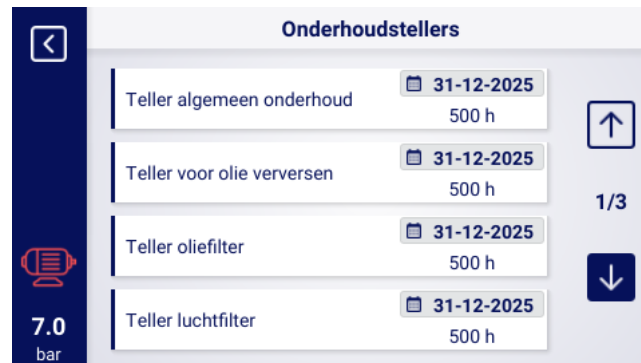 Onderhoudstellers
Teller algemeen onderhoud
31-12-2025
500 h
Teller voor olie verversen
31-12-2025
500 h
1/3
Teller oliefilter
31-12-2025
500 h
Teller luchtfilter
31-12-2025
500 h
7.0
bar